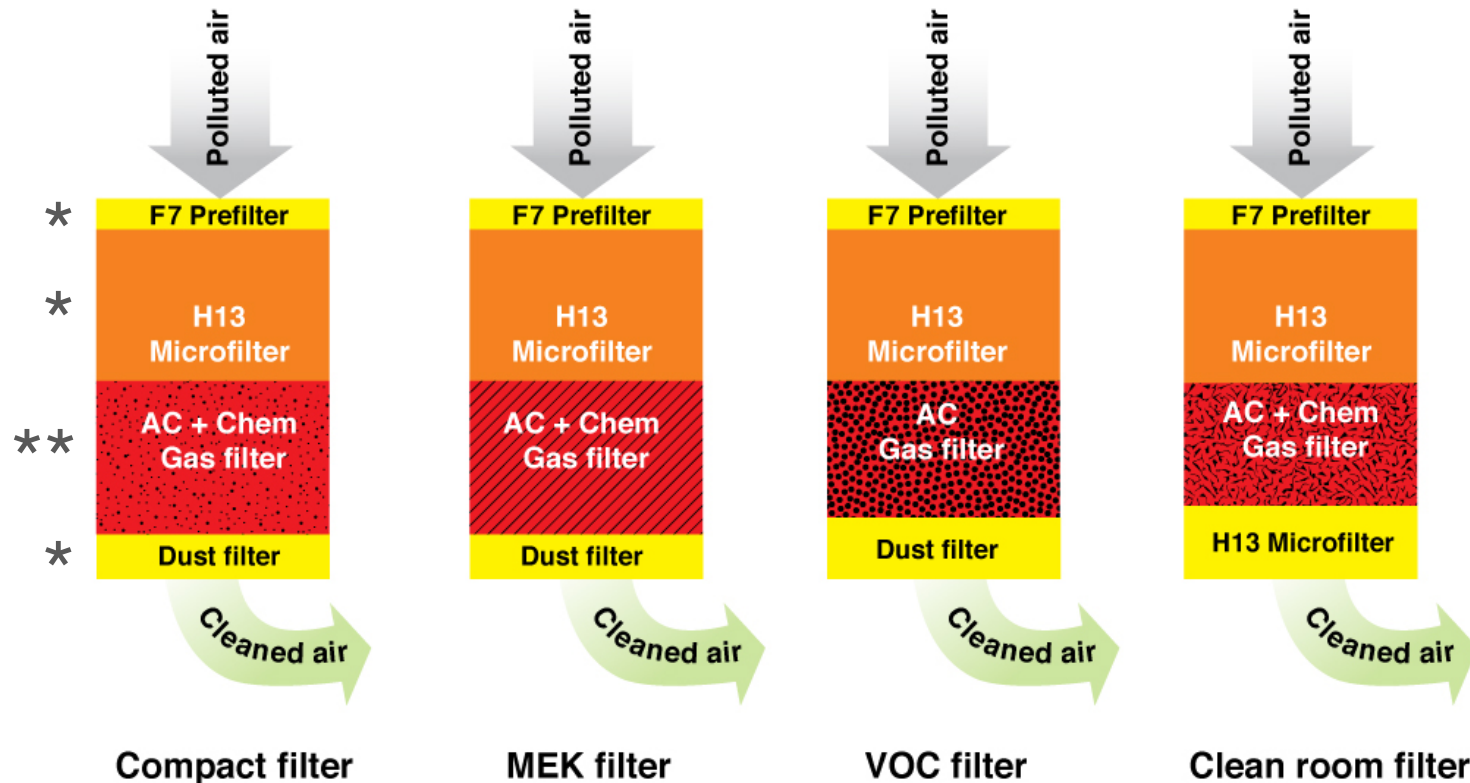 Polluted air
Polluted air
Polluted air
Polluted air
*
F7 Prefilter
F7 Prefilter
F7 Prefilter
F7 Prefilter
*
H13
Microfilter
H13
Microfilter
H13
Microfilter
H13
Microfilter
**
AC + Chem
Gas filter
AC + Chem
Gas filter
AC
Gas filter
AC + Chem
Gas filter
*
Dust filter
Dust filter
Dust filter
H13 Microfilter
Cleaned air
Cleaned air
Cleaned air
Cleaned air
Compact filter
MEK filter
VOC filter
Clean room filter